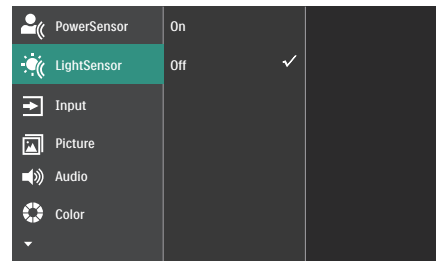 PowerSensor
On
LightSensor
Off
Input
Picture
Audio
Color